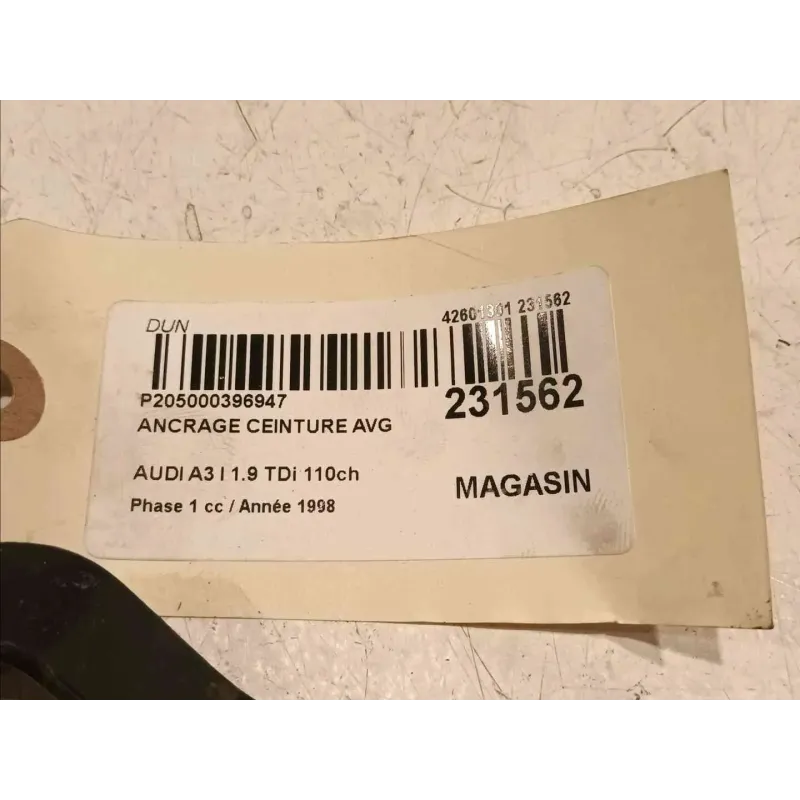 DUN
42601301 231562
P205000396947
231562
ANCRAGE CEINTURE AVG
AUDI A3 I 1.9 TDi 110ch
MAGASIN
Phase 1 cc / Année 1998